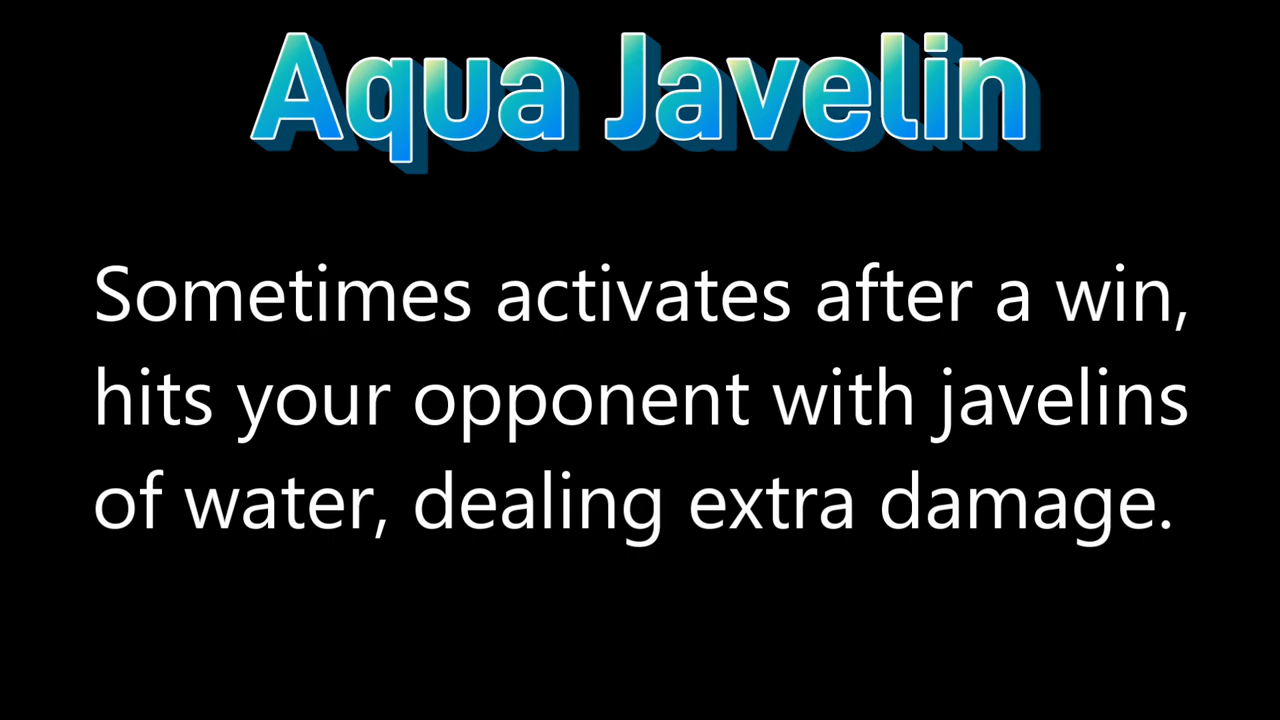 Aqua Javelin
Sometimes activates after a win,
hits your opponent with javelins
of water, dealing extra damage.